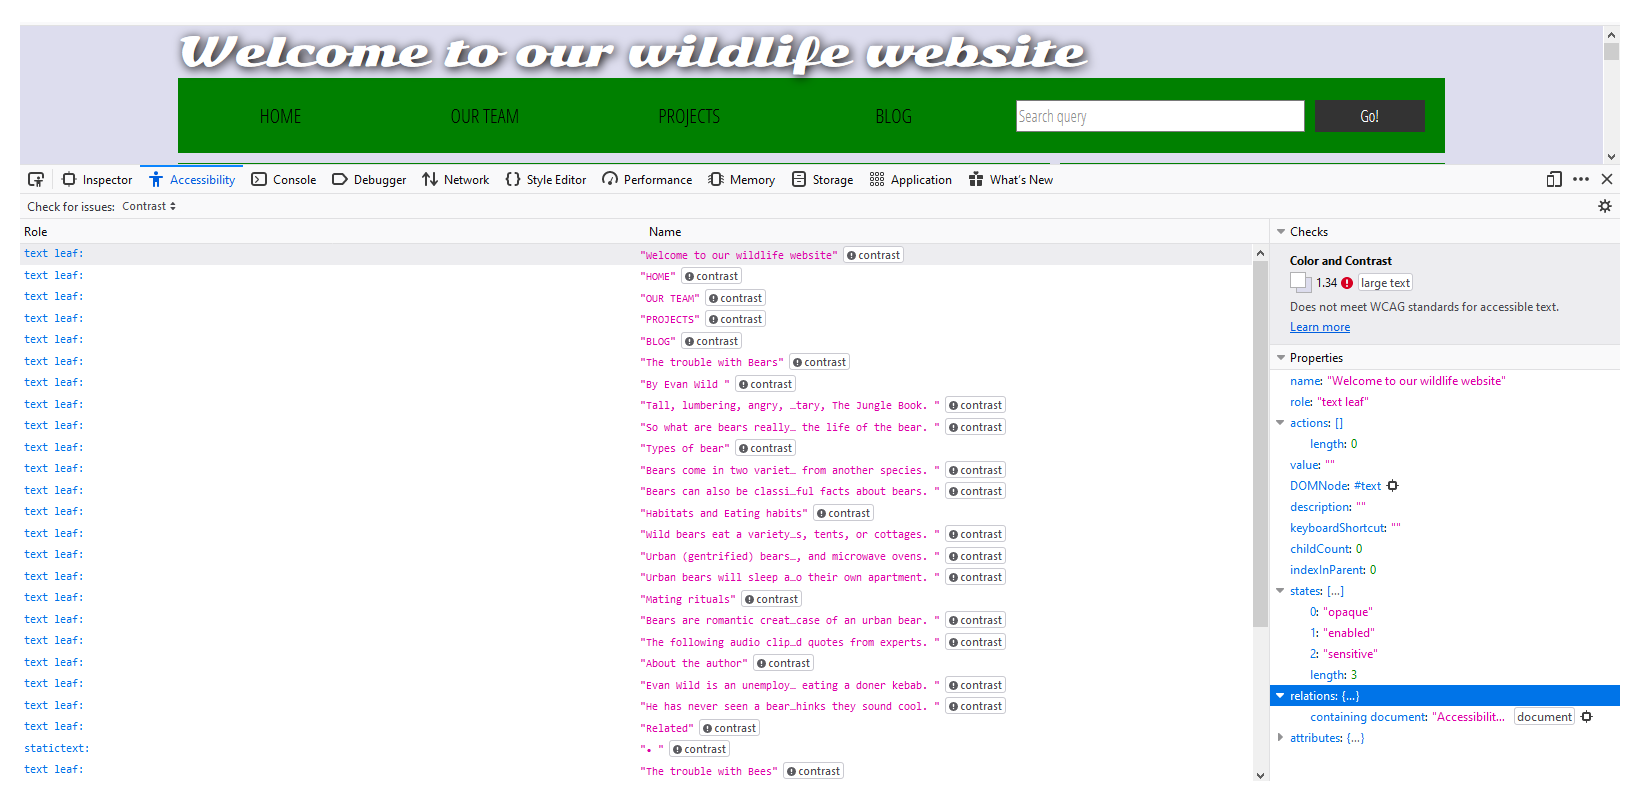 Welcome to our wildlife website
HOME OUR TEAM PROJECTS BLOG Search query Go!
Inspector Accessibility Console Debugger Network Style Editor Performance Memory Storage Application What's New
Check for issues: Contrast
Role Name
text leaf: "Welcome to our wildlife website" contrast
text leaf: "HOME" contrast
text leaf: "OUR TEAM" contrast
text leaf: "PROJECTS" contrast
text leaf: "BLOG" contrast
text leaf: "The trouble with Bears" contrast
text leaf: "By Evan Wild " contrast
text leaf: "Tall, lumbering, angry, …tary, The Jungle Book. " contrast
text leaf: "So what are bears really… the life of the bear. " contrast
text leaf: "Types of bear" contrast
text leaf: "Bears come in two variet… from another species. " contrast
text leaf: "Bears can also be classi…ful facts about bears. " contrast
text leaf: "Habitats and Eating habits" contrast
text leaf: "Wild bears eat a variety…s, tents, or cottages. " contrast
text leaf: "Urban (gentrified) bears…, and microwave ovens. " contrast
text leaf: "Urban bears will sleep a…o their own apartment. " contrast
text leaf: "Mating rituals" contrast
text leaf: "Bears are romantic creat…case of an urban bear. " contrast
text leaf: "The following audio clip…d quotes from experts. " contrast
text leaf: "About the author" contrast
text leaf: "Evan Wild is an unemploy… eating a doner kebab. " contrast
text leaf: "He has never seen a bear…hinks they sound cool. " contrast
text leaf: "Related" contrast
statictext: "• " contrast
text leaf: "The trouble with Bees" contrast
Checks
Color and Contrast
1.34 large text
Does not meet WCAG standards for accessible text.
Learn more
Properties
name: "Welcome to our wildlife website"
role: "text leaf"
actions: []
length: 0
value: ""
DOMNode: #text
description: ""
keyboardShortcut: ""
childCount: 0
indexInParent: 0
states: […]
0: "opaque"
1: "enabled"
2: "sensitive"
length: 3
relations: {…}
containing document: "Accessibilit… document
attributes: {…}